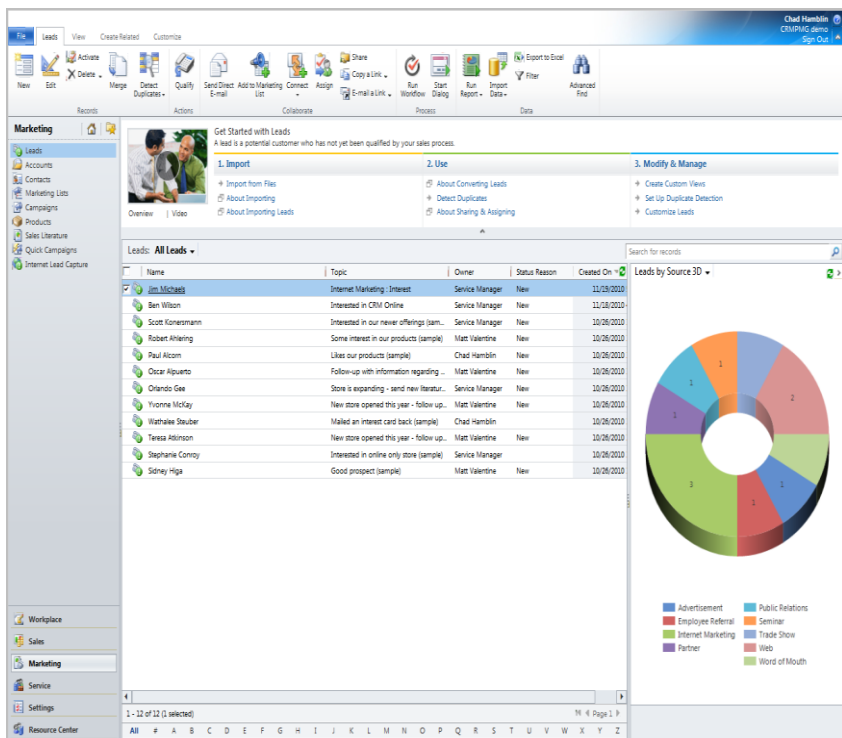 Chad Hamblin
CRMPMG demo
Sign Out
File Leads View Create Related Customize
New Edit Activate Delete Merge Detect Duplicates Qualify Send Direct E-mail Add to Marketing List Connect Assign Share Copy a Link E-mail a Link Run Workflow Start Dialog Run Report Import Data Export to Excel Filter Advanced Find
Records Actions Collaborate Process Data
Marketing
Leads
Accounts
Contacts
Marketing Lists
Campaigns
Products
Sales Literature
Quick Campaigns
Internet Lead Capture
Get Started with Leads
A lead is a potential customer who has not yet been qualified by your sales process.
1. Import 2. Use 3. Modify & Manage
Import from Files About Converting Leads Create Custom Views
About Importing Detect Duplicates Set Up Duplicate Detection
About Importing Leads About Sharing & Assigning Customize Leads
Overview | Video
Leads: All Leads
Search for records
Name Topic Owner Status Reason Created On
Jim Michaels Internet Marketing : Interest Service Manager New 11/19/2010
Ben Wilson Interested in CRM Online Service Manager New 11/18/2010
Scott Konersmann Interested in our newer offerings (sam... Service Manager New 10/26/2010
Robert Ahlering Some interest in our products (sample) Matt Valentine New 10/26/2010
Paul Alcorn Likes our products (sample) Chad Hamblin New 10/26/2010
Oscar Alpuerto Follow-up with information regarding ... Matt Valentine New 10/26/2010
Orlando Gee Store is expanding - send new literatur... Service Manager New 10/26/2010
Yvonne McKay New store opened this year - follow up... Matt Valentine New 10/26/2010
Wathalee Steuber Mailed an interest card back (sample) Chad Hamblin 10/26/2010
Teresa Atkinson New store opened this year - follow up... Matt Valentine New 10/26/2010
Stephanie Conroy Interested in online only store (sample) Service Manager 10/26/2010
Sidney Higa Good prospect (sample) Matt Valentine New 10/26/2010
Leads by Source 3D
1
1
2
1
3
1
1
Advertisement Public Relations
Employee Referral Seminar
Internet Marketing Trade Show
Partner Web
Word of Mouth
Workplace
Sales
Marketing
Service
Settings
Resource Center
1 - 12 of 12 (1 selected) Page 1
All # A B C D E F G H I J K L M N O P Q R S T U V W X Y Z